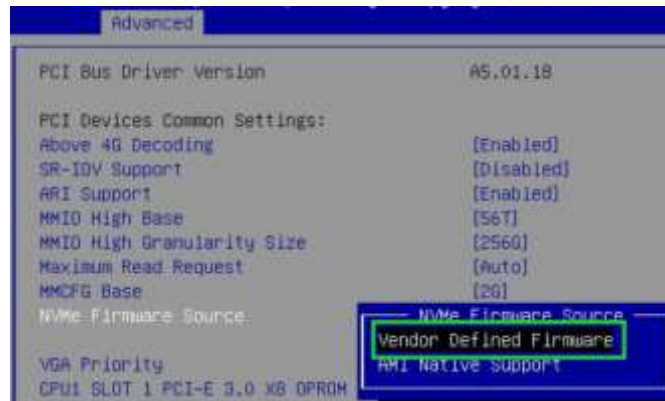 Advanced
PCI Bus Driver Version A5.01.18
PCI Devices Common Settings:
Above 4G Decoding [Enabled]
SR-IOV Support [Disabled]
ARI Support [Enabled]
MMIO High Base [56T]
MMIO High Granularity Size [256G]
Maximum Read Request [Auto]
MMCFG Base [2G]
NVMe Firmware Source
NVMe Firmware Source
Vendor Defined Firmware
AMI Native Support
VGA Priority
CPU1 SLOT 1 PCI-E 3.0 X8 OPROM